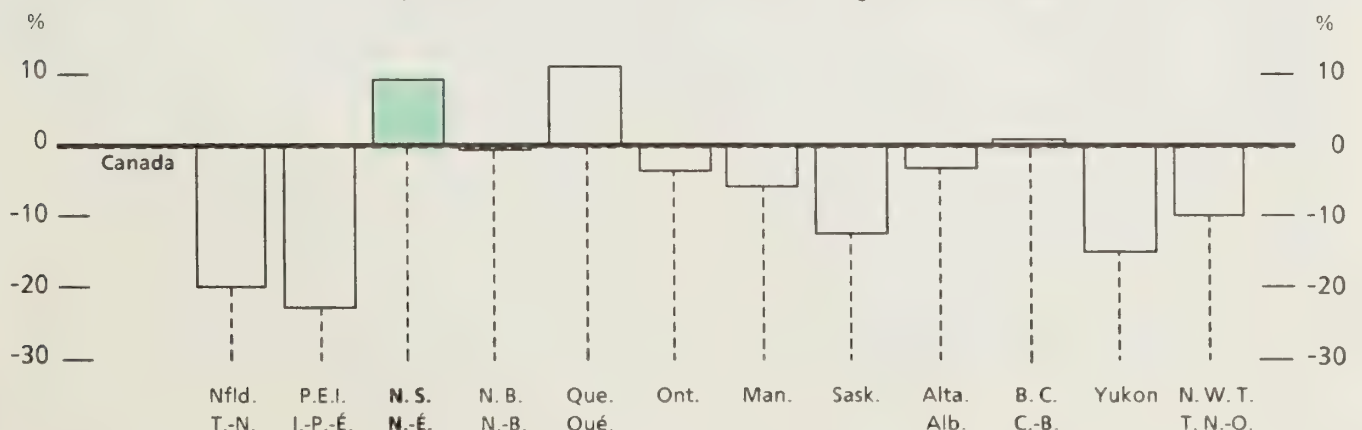 % %
10 10
0 0
Canada
-10 -10
-20 -20
-30 -30
Nfld. P.E.I. N. S. N. B. Que. Ont. Man. Sask. Alta. B. C. Yukon N. W. T.
T.-N. I.-P.-É. N.-É. N.-B. Qué. Alb. C.-B. T. N.-O.